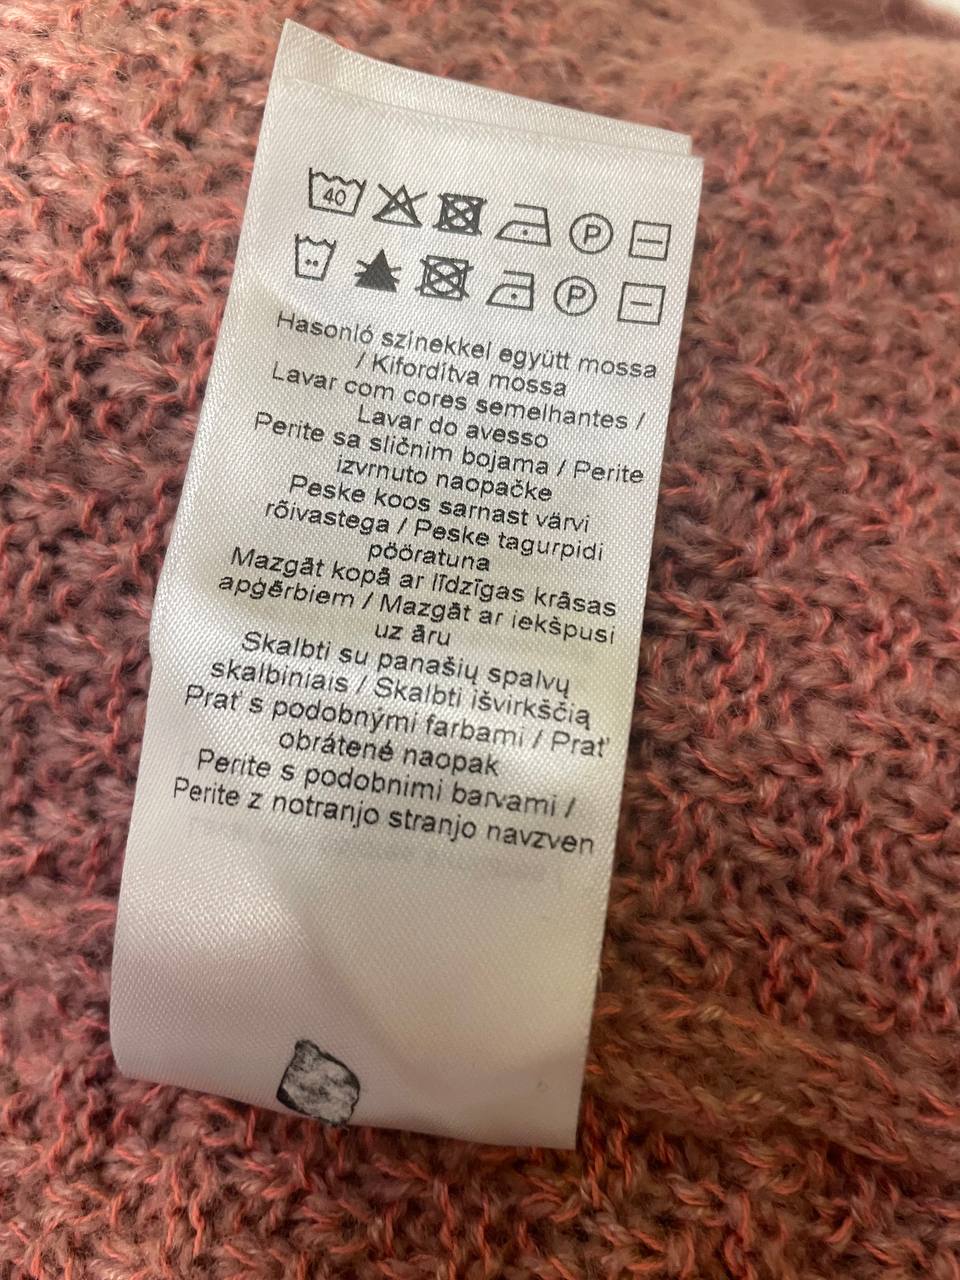 40 P
P
Hasonló szinekkel együtt mossa
/ Kifordítva mossa
Lavar com cores semelhantes /
Lavar do avesso
Perite sa sličnim bojama / Perite
izvrnuto naopačke
Peske koos sarnast värvi
rõivastega / Peske tagurpidi
pööratuna
Mazgāt kopā ar līdzīgas krāsas
apģērbiem / Mazgāt ar iekšpusi
uz āru
Skalbti su panašių spalvų
skalbiniais / Skalbti išvirkščią
Prať s podobnými farbami / Prať
obrátené naopak
Perite s podobnimi barvami /
Perite z notranjo stranjo navzven